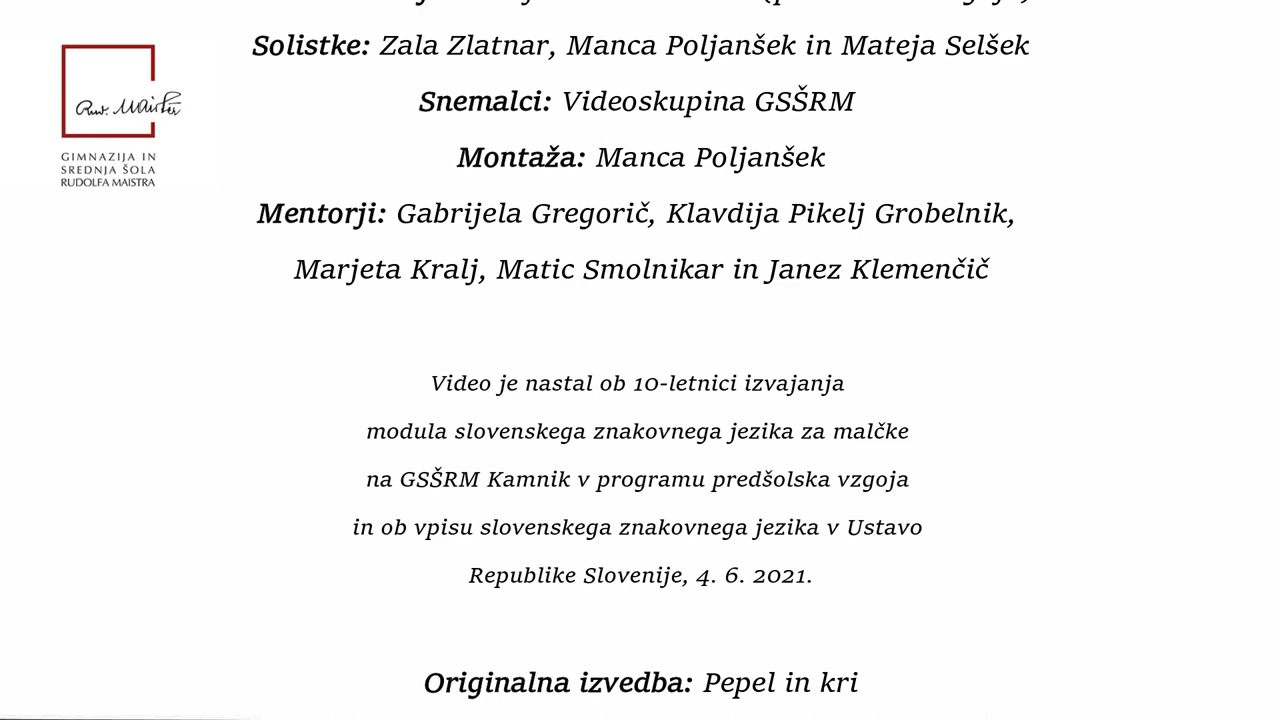 Solistke: Zala Zlatnar, Manca Poljanšek in Mateja Selšek
Rud. Maister
GIMNAZIJA IN
SREDNJA ŠOLA
RUDOLFA MAISTRA
Snemalci: Videoskupina GSŠRM
Montaža: Manca Poljanšek
Mentorji: Gabrijela Gregorič, Klavdija Pikelj Grobelnik,
Marjeta Kralj, Matic Smolnikar in Janez Klemenčič
Video je nastal ob 10-letnici izvajanja
modula slovenskega znakovnega jezika za malčke
na GSŠRM Kamnik v programu predšolska vzgoja
in ob vpisu slovenskega znakovnega jezika v Ustavo
Republike Slovenije, 4. 6. 2021.
Originalna izvedba: Pepel in kri